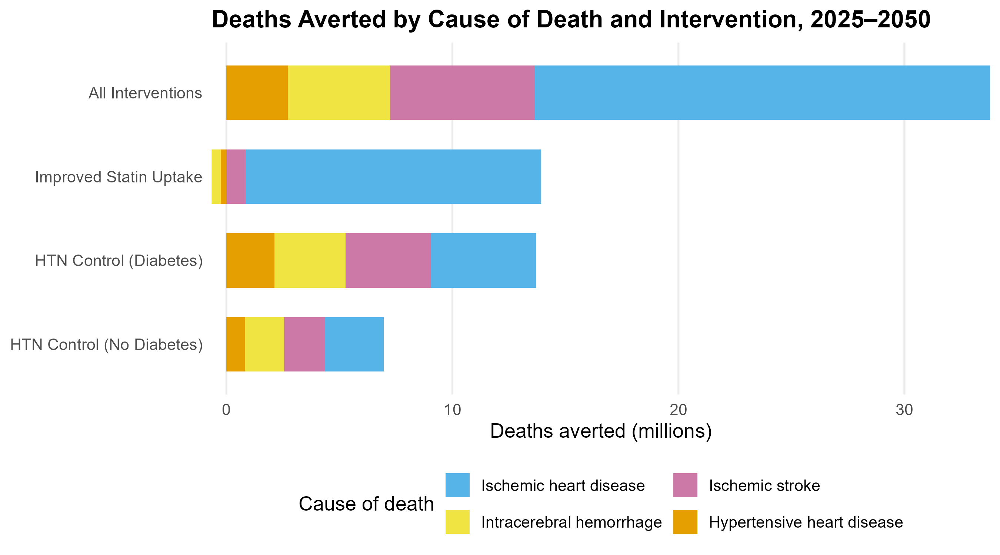 Deaths Averted by Cause of Death and Intervention, 2025–2050
All Interventions
Improved Statin Uptake
HTN Control (Diabetes)
HTN Control (No Diabetes)
0 10 20 30
Deaths averted (millions)
Cause of death
Ischemic heart disease
Ischemic stroke
Intracerebral hemorrhage
Hypertensive heart disease